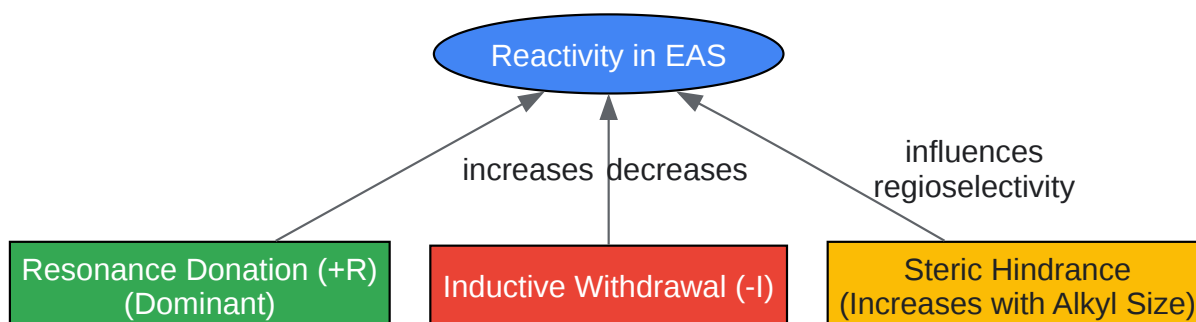 Reactivity in EAS
increases
decreases
influences
regioselectivity
Resonance Donation (+R)
(Dominant)
Inductive Withdrawal (-I)
Steric Hindrance
(Increases with Alkyl Size)